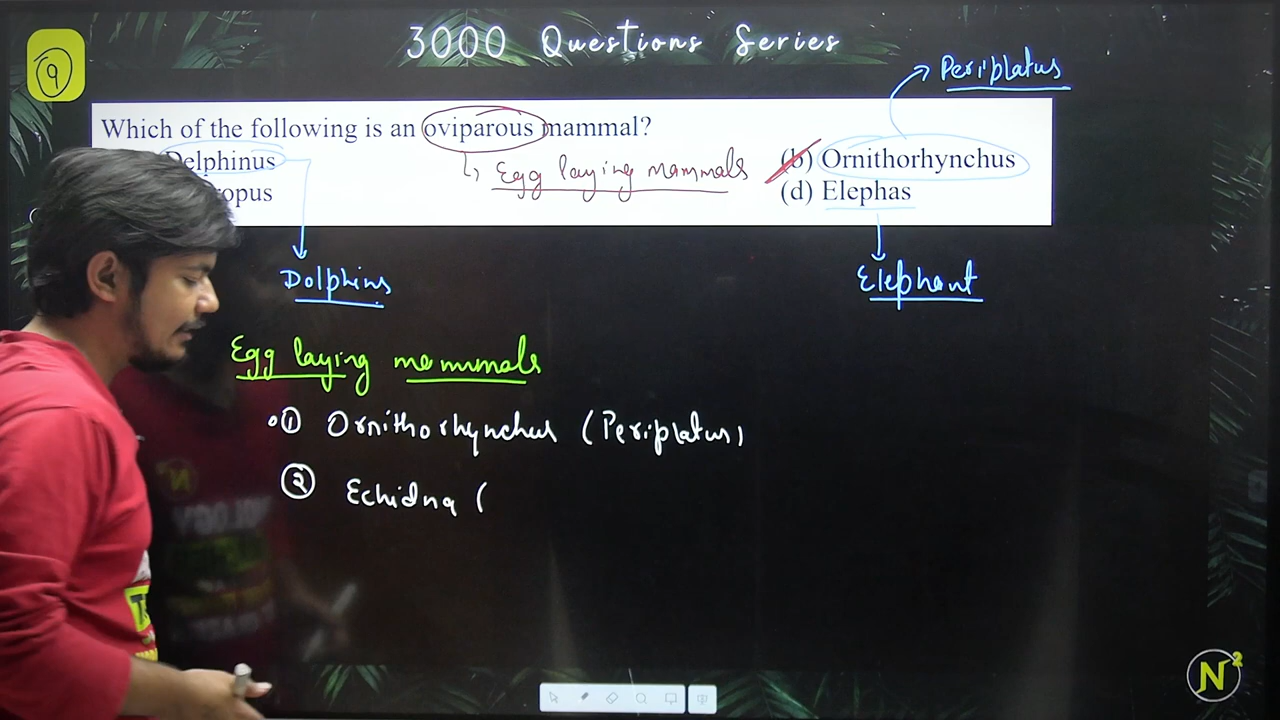 3000 Questions Series
9
Periplatus
Which of the following is an oviparous mammal?
Delphinus
(b) Ornithorhynchus
Egg laying mammals
opus
(d) Elephas
Dolphins
Elephant
Egg laying mammals
① Ornithorhynchus (Periplatus)
② Echidna (
N²